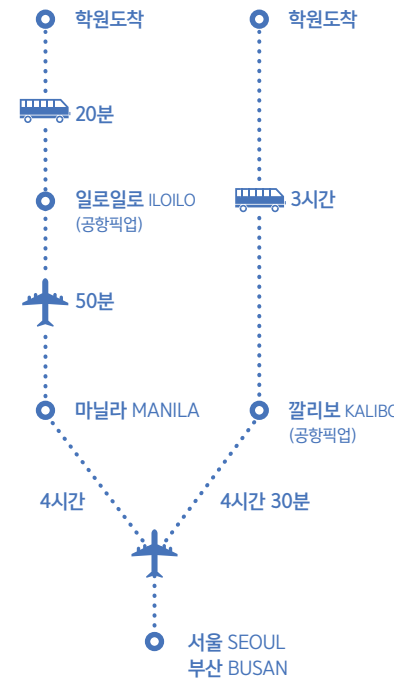 학원도착
20분
일로일로 ILOILO
(공항픽업)
50분
마닐라 MANILA
4시간
학원도착
3시간
깔리보 KALIBO
(공항픽업)
4시간 30분
서울 SEOUL
부산 BUSAN